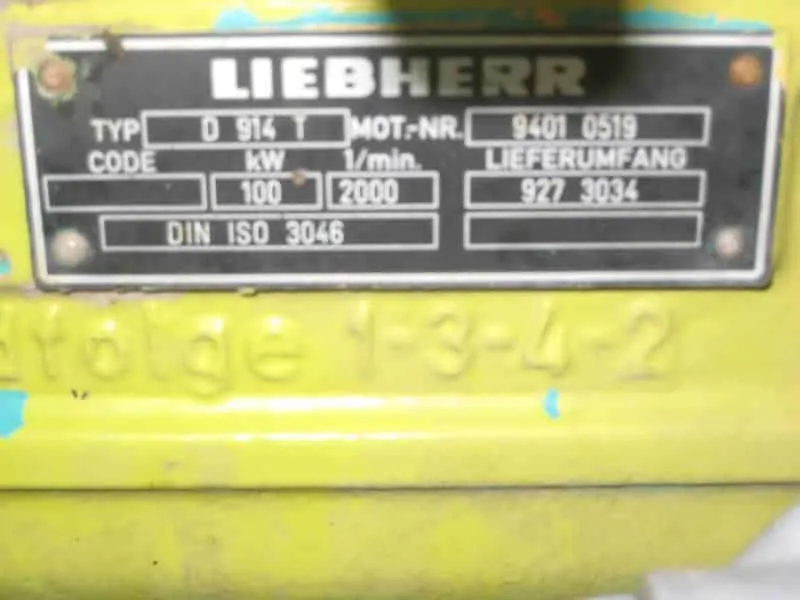 LIEBHERR
TYP D 914 T MOT.-NR. 9401 0519
CODE kW 1/min. LIEFERUMFANG
100 2000 927 3034
DIN ISO 3046
dfolge 1-3-4-2